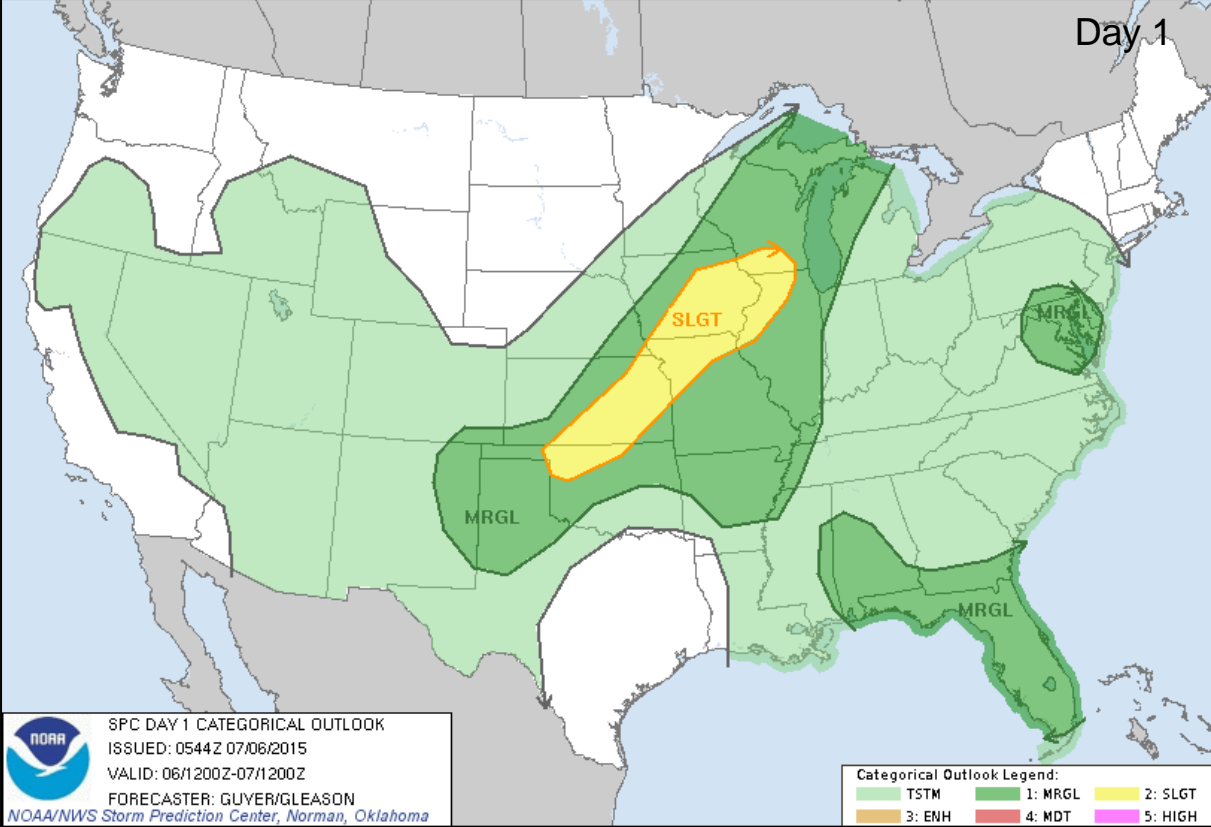 Day 1
MRGL
SLGT
MRGL
MRGL
NOAA
SPC DAY 1 CATEGORICAL OUTLOOK
ISSUED: 0544Z 07/06/2015
VALID: 06/1200Z-07/1200Z
FORECASTER: GUYER/GLEASON
NOAA/NWS Storm Prediction Center, Norman, Oklahoma
Categorical Outlook Legend:
TSTM 1: MRGL 2: SLGT
3: ENH 4: MDT 5: HIGH